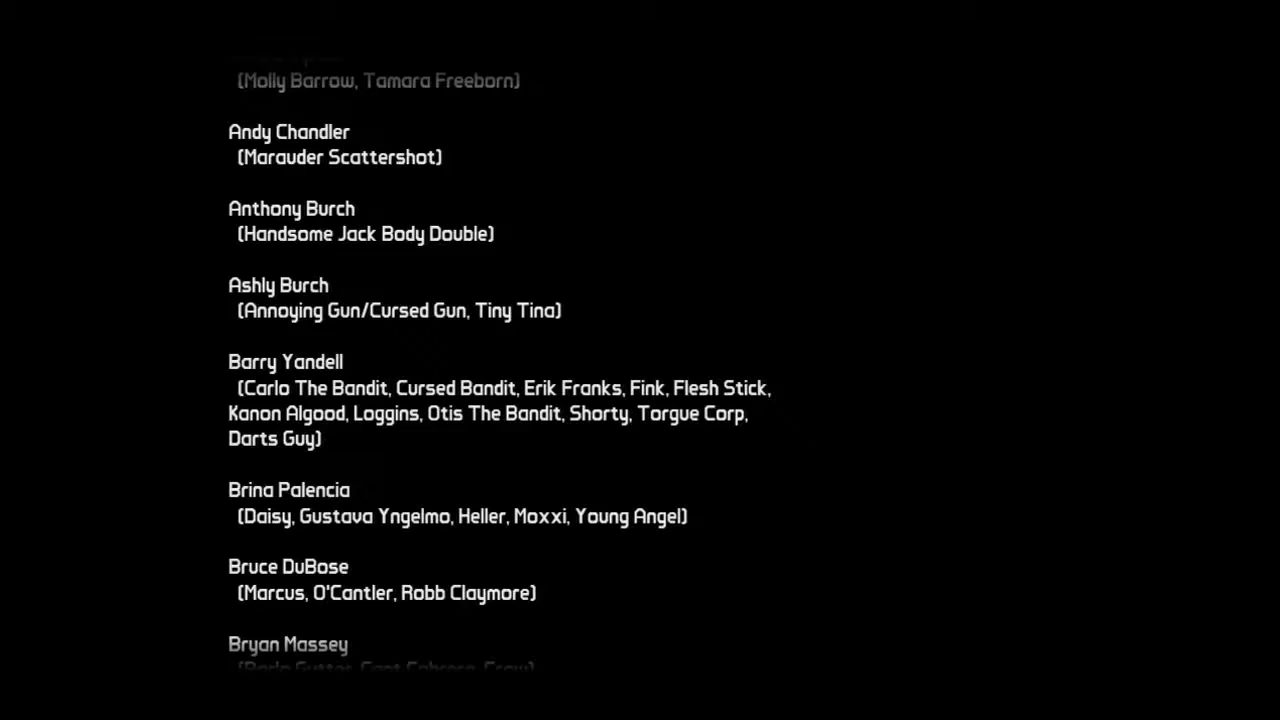 (Molly Barrow, Tamara Freeborn)
Andy Chandler
(Marauder Scattershot)
Anthony Burch
(Handsome Jack Body Double)
Ashly Burch
(Annoying Gun/Cursed Gun, Tiny Tina)
Barry Yandell
(Carlo The Bandit, Cursed Bandit, Erik Franks, Fink, Flesh Stick,
Kanon Algood, Loggins, Otis The Bandit, Shorty, Torgue Corp,
Darts Guy)
Brina Palencia
(Daisy, Gustava Yngelmo, Heller, Moxxi, Young Angel)
Bruce DuBose
(Marcus, O'Cantler, Robb Claymore)
Bryan Massey